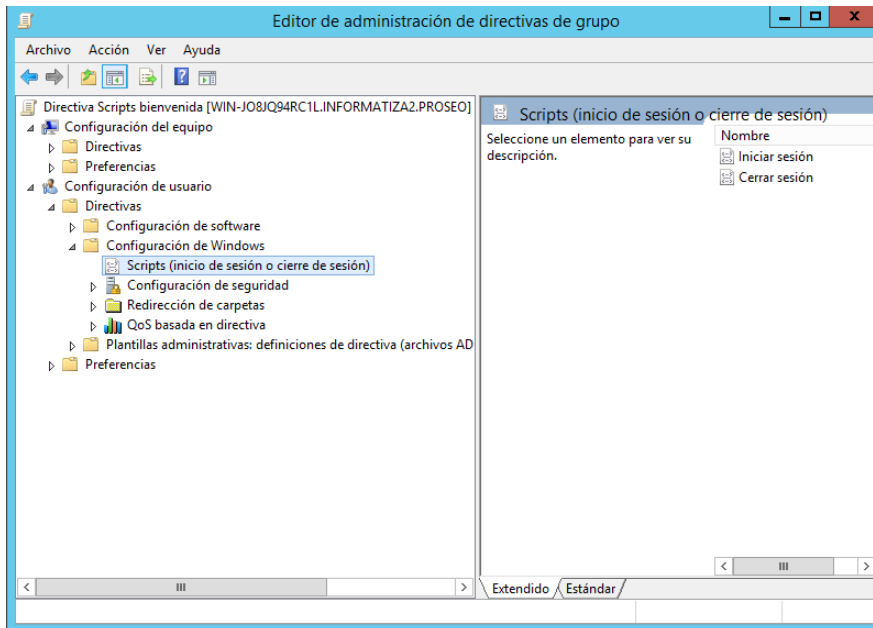 Editor de administración de directivas de grupo
Archivo Acción Ver Ayuda
Directiva Scripts bienvenida [WIN-JO8JQ94RC1L.INFORMATIZA2.PROSEO]
Configuración del equipo
Directivas
Preferencias
Configuración de usuario
Directivas
Configuración de software
Configuración de Windows
Scripts (inicio de sesión o cierre de sesión)
Configuración de seguridad
Redirección de carpetas
QoS basada en directiva
Plantillas administrativas: definiciones de directiva (archivos AD
Preferencias
Scripts (inicio de sesión o cierre de sesión)
Seleccione un elemento para ver su
descripción.
Nombre
Iniciar sesión
Cerrar sesión
Extendido Estándar